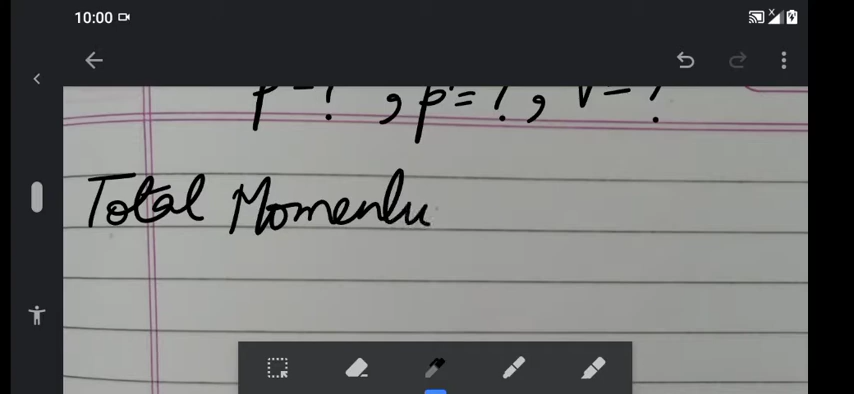 10:00
p = ? , p' = ? , V = ?
Total Momentu